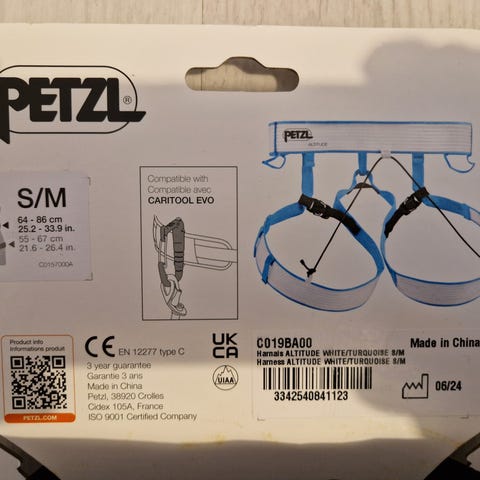 PETZL®
S/M
64 - 86 cm
25.2 - 33.9 in.
55 - 67 cm
21.6 - 26.4 in.
C0157000A
Compatible with
Compatible avec
CARITOOL EVO
PETZL
ALTITUDE
Product info
Informations produit
PETZL.COM
CE EN 12277 type C
3 year guarantee
Garantie 3 ans
Made in China
Petzl, 38920 Crolles
Cidex 105A, France
ISO 9001 Certified Company
UK
CA
UIAA
C019BA00
Made in China
Harnais ALTITUDE WHITE/TURQUOISE S/M
Harness ALTITUDE WHITE/TURQUOISE S/M
3342540841123
06/24